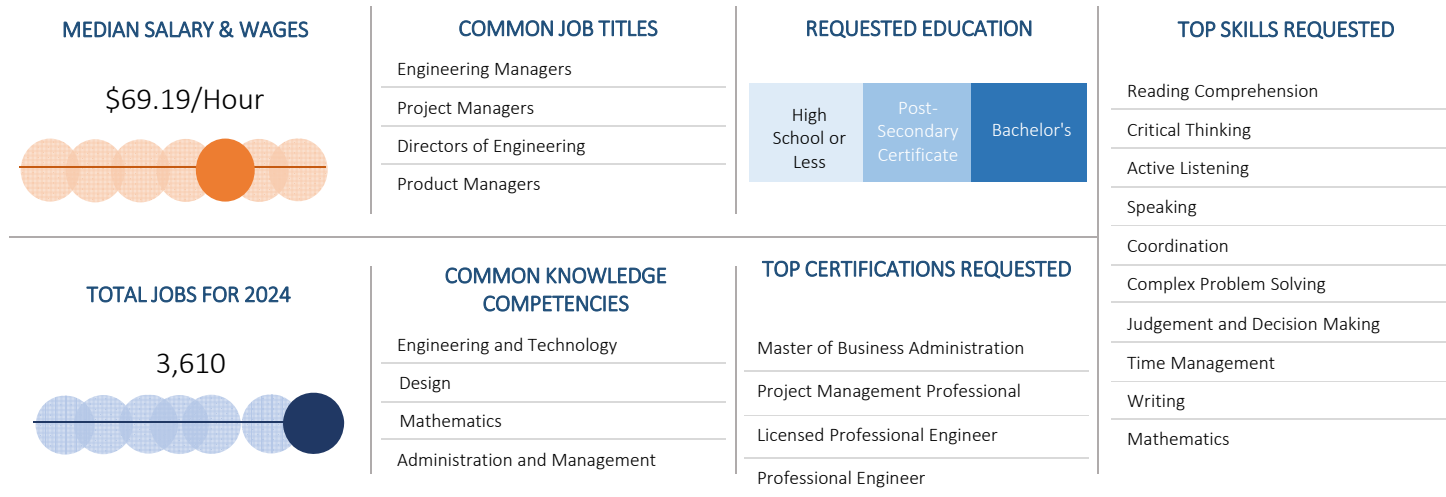 MEDIAN SALARY & WAGES
$69.19/Hour
COMMON JOB TITLES
Engineering Managers
Project Managers
Directors of Engineering
Product Managers
REQUESTED EDUCATION
High
School or
Less
Post-
Secondary
Certificate
Bachelor's
TOP SKILLS REQUESTED
Reading Comprehension
Critical Thinking
Active Listening
Speaking
Coordination
Complex Problem Solving
Judgement and Decision Making
Time Management
Writing
Mathematics
TOTAL JOBS FOR 2024
3,610
COMMON KNOWLEDGE
COMPETENCIES
Engineering and Technology
Design
Mathematics
Administration and Management
TOP CERTIFICATIONS REQUESTED
Master of Business Administration
Project Management Professional
Licensed Professional Engineer
Professional Engineer